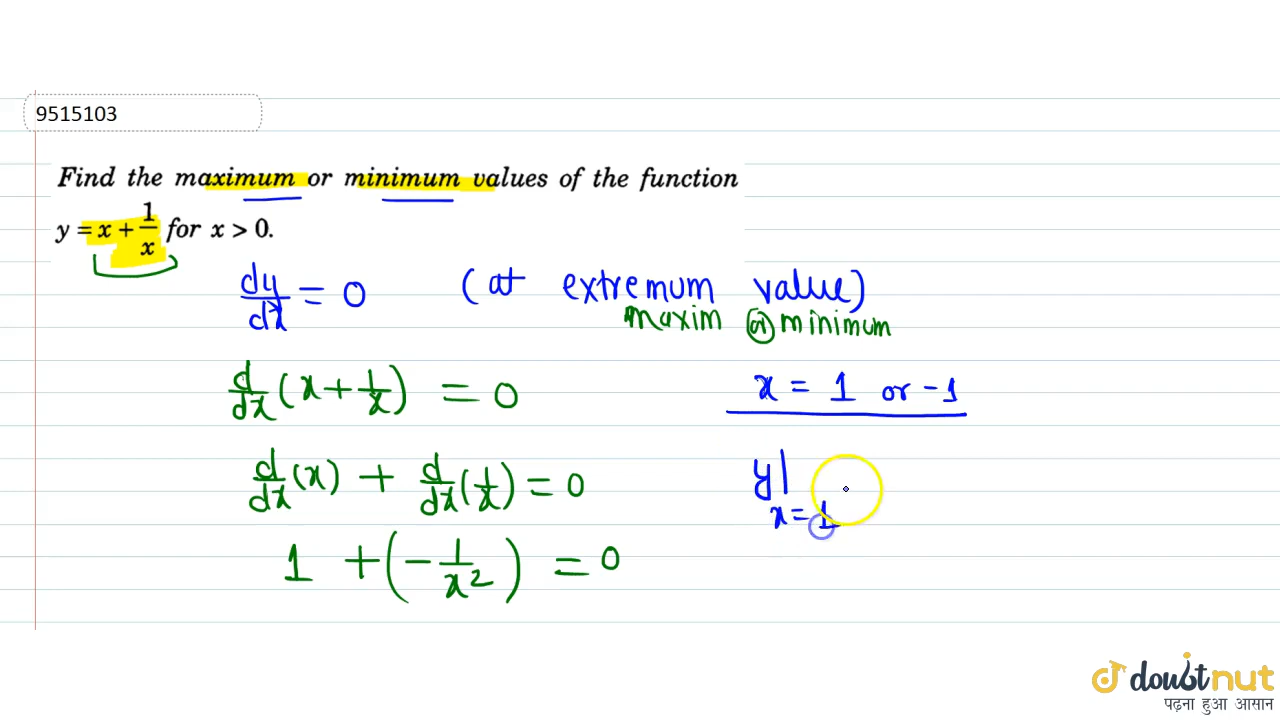 9515103
Find the maximum or minimum values of the function
y = x + 1/x for x > 0.
dy/dx = 0 (at extremum value)
maxim or minimum
d/dx (x + 1/x) = 0
x = 1 or -1
d/dx (x) + d/dx (1/x) = 0
y|x=1
1 + (- 1/x²) = 0
doubtnut
पढ़ना हुआ आसान